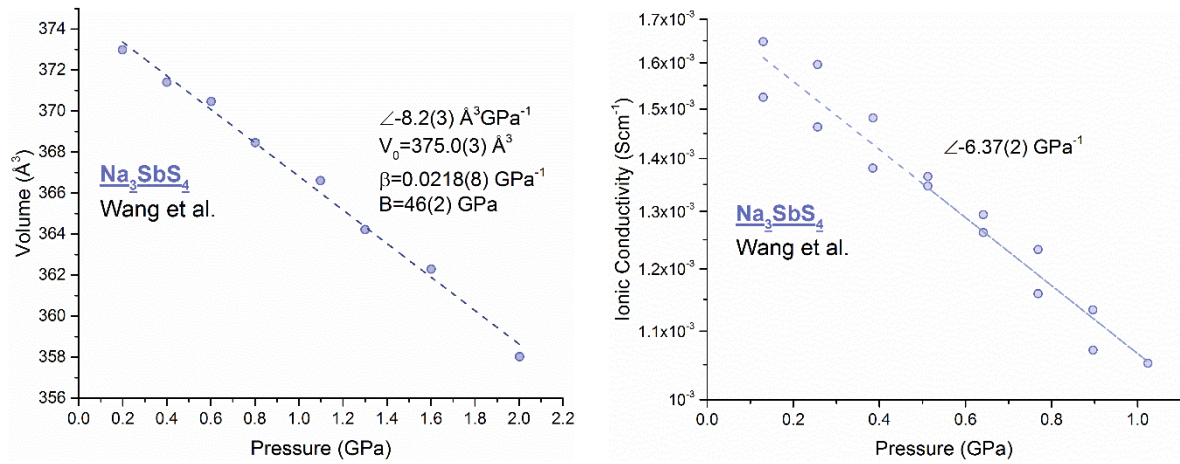 374
372
370
368
366
364
362
360
358
356
Volume (Å³)
∠-8.2(3) Å³GPa⁻¹
V₀=375.0(3) Å³
β=0.0218(8) GPa⁻¹
B=46(2) GPa
Na₃SbS₄
Wang et al.
0.0 0.2 0.4 0.6 0.8 1.0 1.2 1.4 1.6 1.8 2.0 2.2
Pressure (GPa)
1.7x10⁻³
1.6x10⁻³
1.5x10⁻³
1.4x10⁻³
1.3x10⁻³
1.2x10⁻³
1.1x10⁻³
10⁻³
Ionic Conductivity (Scm⁻¹)
∠-6.37(2) GPa⁻¹
Na₃SbS₄
Wang et al.
0.0 0.2 0.4 0.6 0.8 1.0
Pressure (GPa)